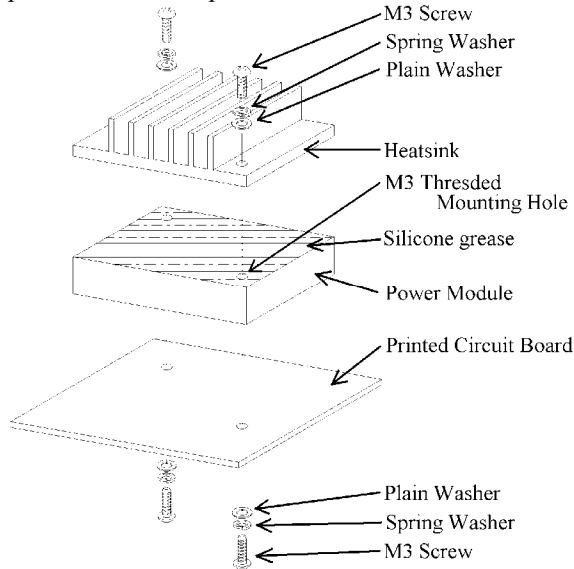 M3 Screw
Spring Washer
Plain Washer
Heatsink
M3 Thresded
Mounting Hole
Silicone grease
Power Module
Printed Circuit Board
Plain Washer
Spring Washer
M3 Screw